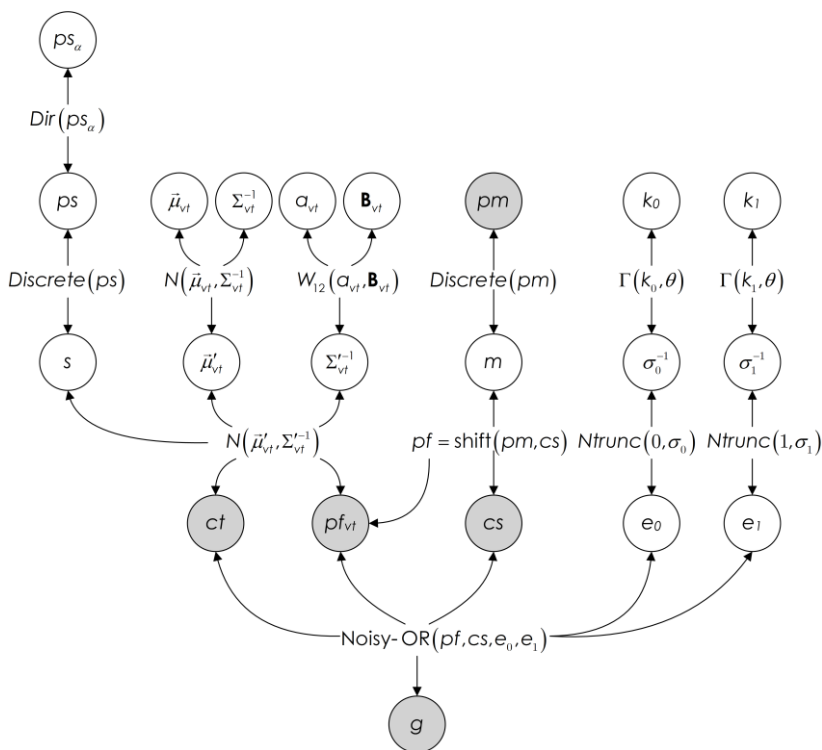 ps_α
Dir(ps_α)
ps μ⃗_vt Σ_vt^-1 a_vt B_vt pm k_0 k_1
Discrete(ps) N(μ⃗_vt, Σ_vt^-1) W_12(a_vt, B_vt) Discrete(pm) Γ(k_0, θ) Γ(k_1, θ)
s μ⃗′_vt Σ′_vt^-1 m σ_0^-1 σ_1^-1
N(μ⃗′_vt, Σ′_vt^-1) pf = shift(pm, cs) Ntrunc(0, σ_0) Ntrunc(1, σ_1)
ct pf_vt cs e_0 e_1
Noisy-OR(pf, cs, e_0, e_1)
g